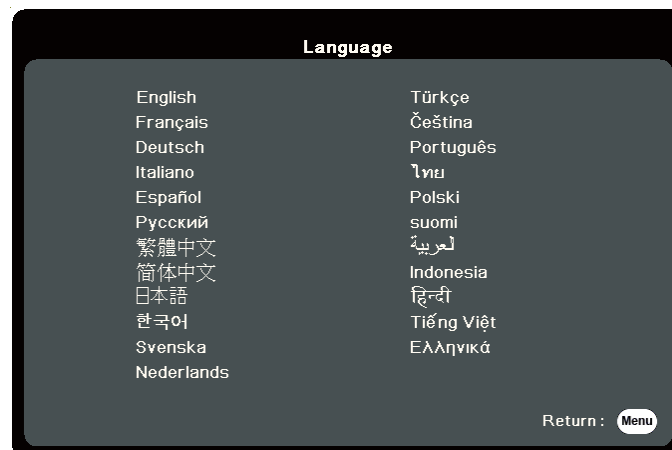 Language
English
Français
Deutsch
Italiano
Español
Русский
繁體中文
简体中文
日本語
한국어
Svenska
Nederlands
Türkçe
Čeština
Português
ไทย
Polski
suomi
لعربية
Indonesia
हिन्दी
Tiếng Việt
Ελληνικά
Return : Menu